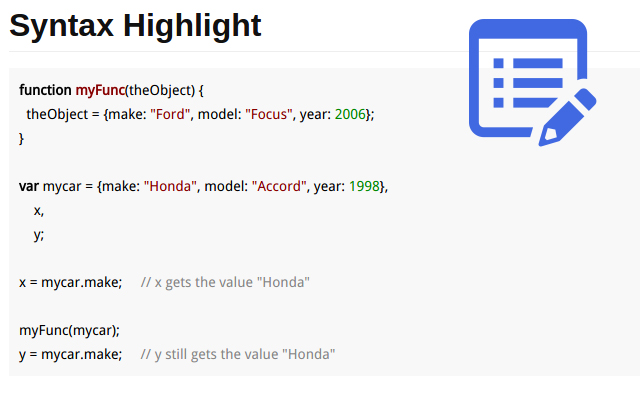 Syntax Highlight
function myFunc(theObject) {
theObject = {make: "Ford", model: "Focus", year: 2006};
}
var mycar = {make: "Honda", model: "Accord", year: 1998},
x,
y;
x = mycar.make; // x gets the value "Honda"
myFunc(mycar);
y = mycar.make; // y still gets the value "Honda"